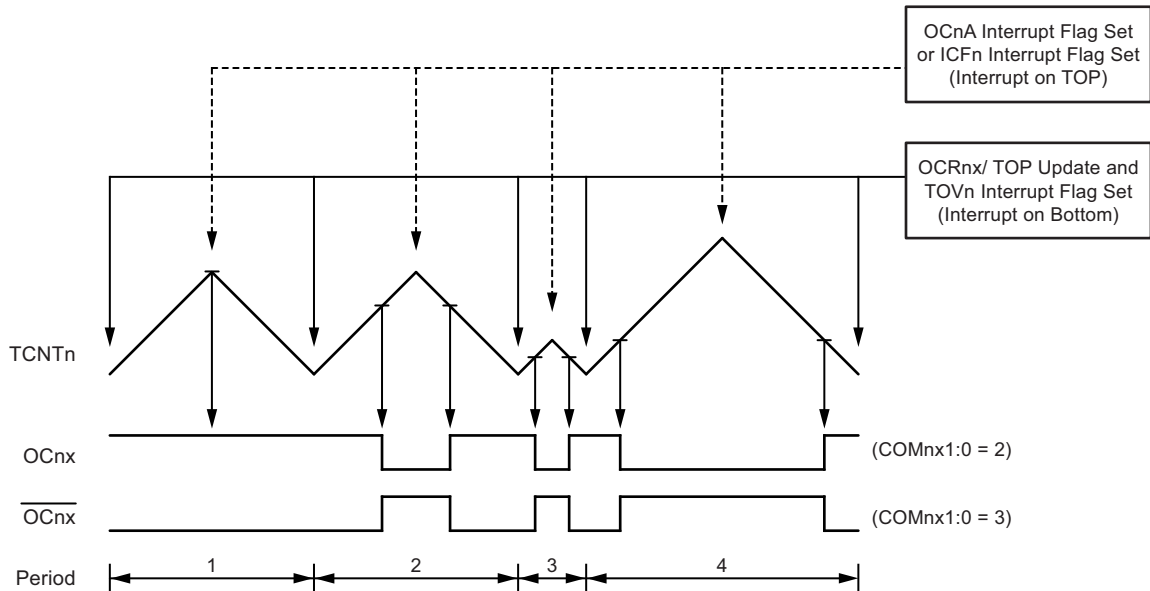 OCnA Interrupt Flag Set
or ICFn Interrupt Flag Set
(Interrupt on TOP)
OCRnx/ TOP Update and
TOVn Interrupt Flag Set
(Interrupt on Bottom)
TCNTn
OCnx
(COMnx1:0 = 2)
OCnx
(COMnx1:0 = 3)
Period
1
2
3
4